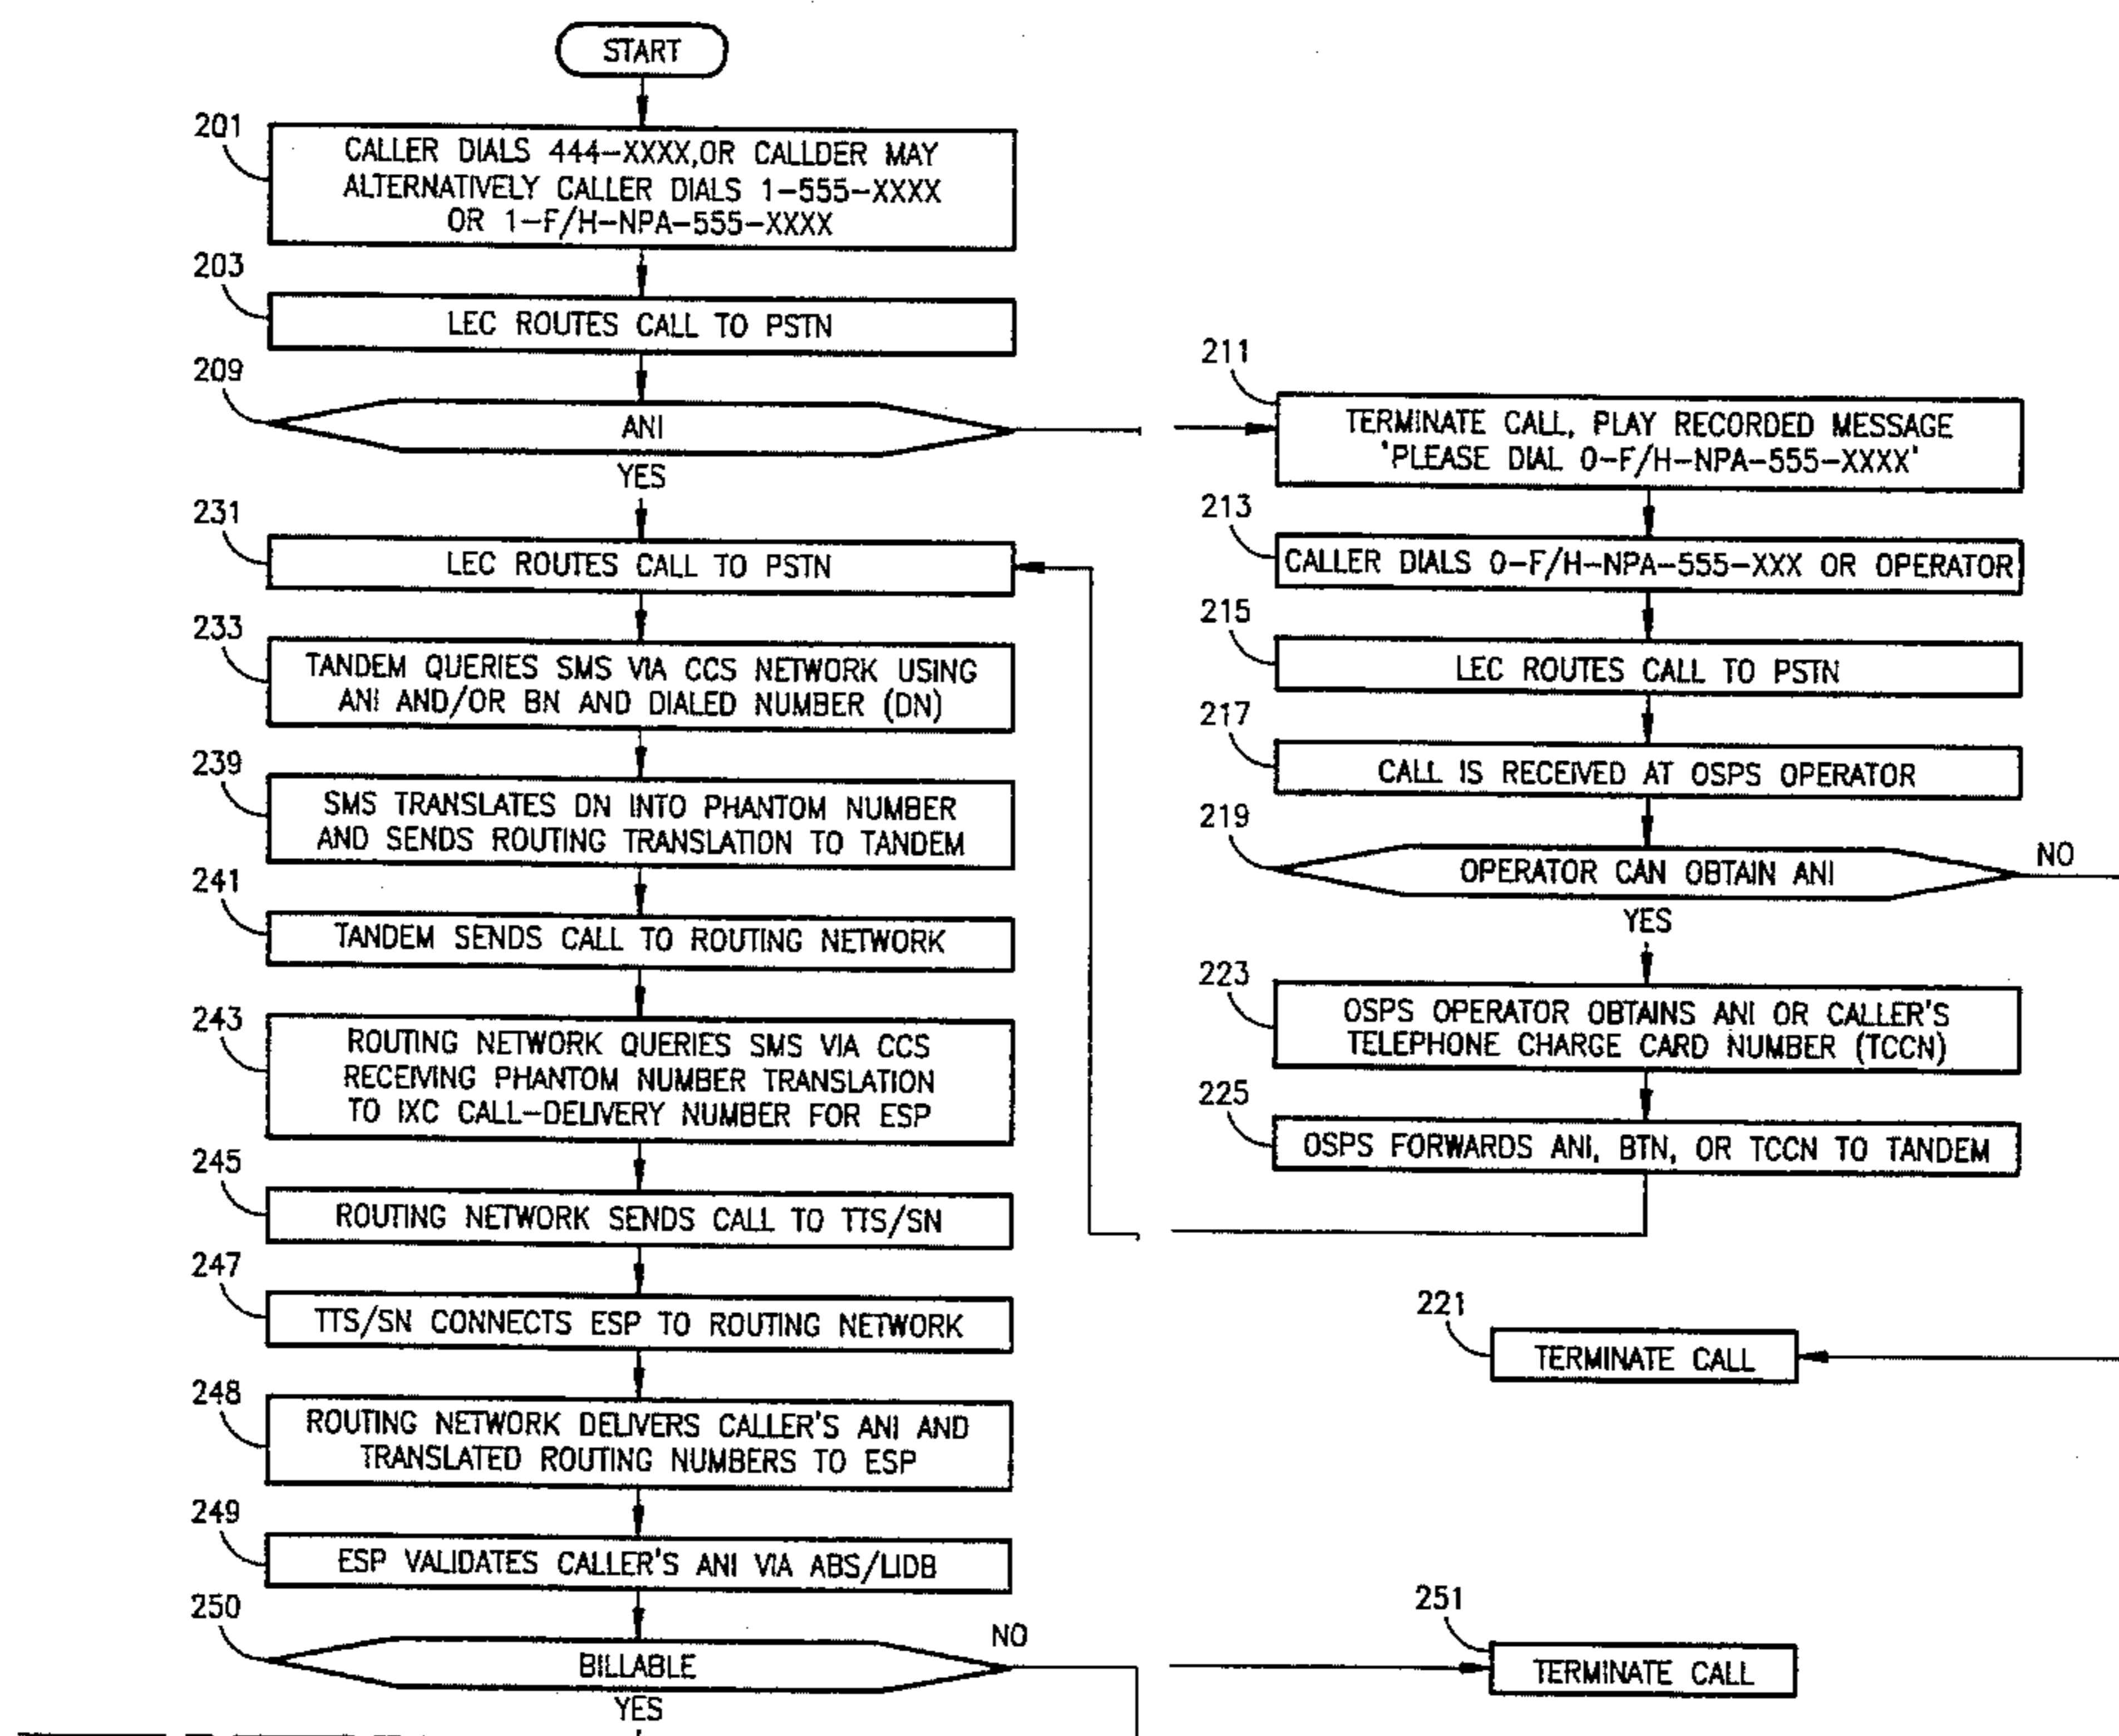 START
201
CALLER DIALS 444-XXXX,OR CALLDER MAY
ALTERNATIVELY CALLER DIALS 1-555-XXXX
OR 1-F/H-NPA-555-XXXX
203
LEC ROUTES CALL TO PSTN
209
ANI
YES
231
LEC ROUTES CALL TO PSTN
233
TANDEM QUERIES SMS VIA CCS NETWORK USING
ANI AND/OR BN AND DIALED NUMBER (DN)
239
SMS TRANSLATES DN INTO PHANTOM NUMBER
AND SENDS ROUTING TRANSLATION TO TANDEM
241
TANDEM SENDS CALL TO ROUTING NETWORK
243
ROUTING NETWORK QUERIES SMS VIA CCS
RECEIVING PHANTOM NUMBER TRANSLATION
TO IXC CALL-DELIVERY NUMBER FOR ESP
245
ROUTING NETWORK SENDS CALL TO TTS/SN
247
TTS/SN CONNECTS ESP TO ROUTING NETWORK
248
ROUTING NETWORK DELIVERS CALLER'S ANI AND
TRANSLATED ROUTING NUMBERS TO ESP
249
ESP VALIDATES CALLER'S ANI VIA ABS/LIDB
250
BILLABLE
NO
YES
211
TERMINATE CALL, PLAY RECORDED MESSAGE
'PLEASE DIAL 0-F/H-NPA-555-XXXX'
213
CALLER DIALS 0-F/H-NPA-555-XXX OR OPERATOR
215
LEC ROUTES CALL TO PSTN
217
CALL IS RECEIVED AT OSPS OPERATOR
219
OPERATOR CAN OBTAIN ANI
NO
YES
223
OSPS OPERATOR OBTAINS ANI OR CALLER'S
TELEPHONE CHARGE CARD NUMBER (TCCN)
225
OSPS FORWARDS ANI, BTN, OR TCCN TO TANDEM
221
TERMINATE CALL
251
TERMINATE CALL